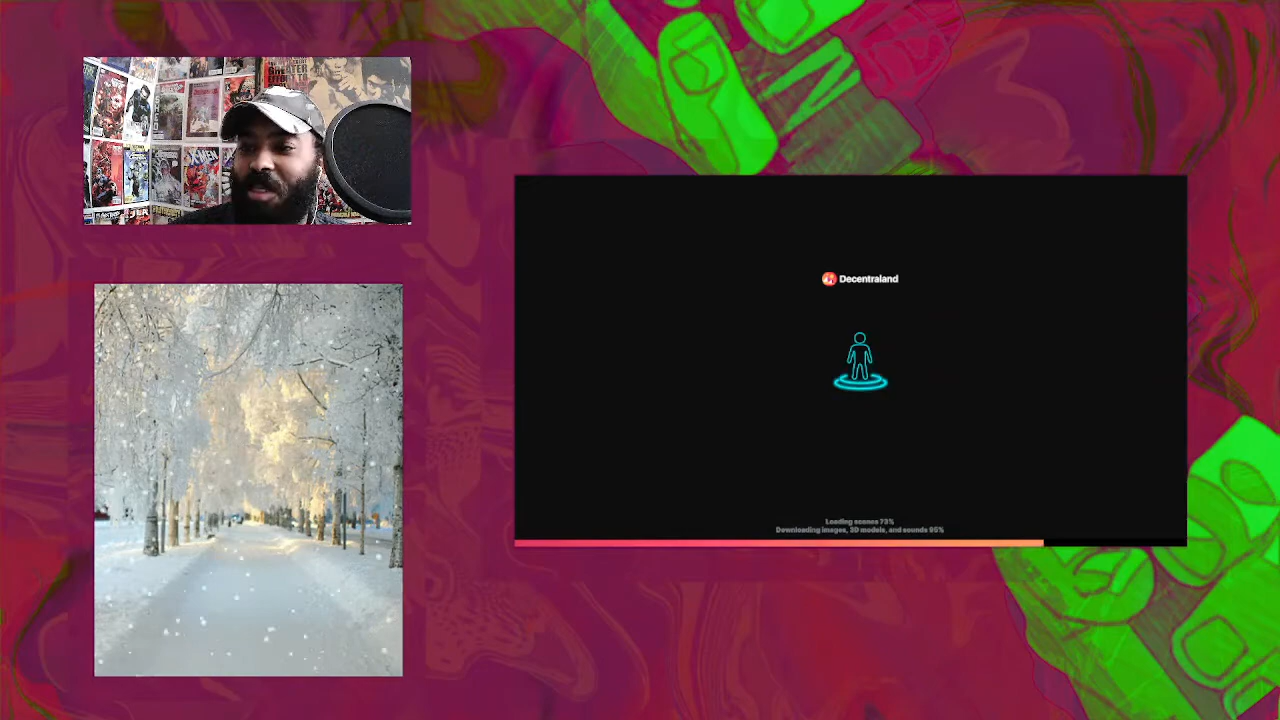 Decentraland
Loading scenes 73%
Downloading images, 3D models, and sounds 95%